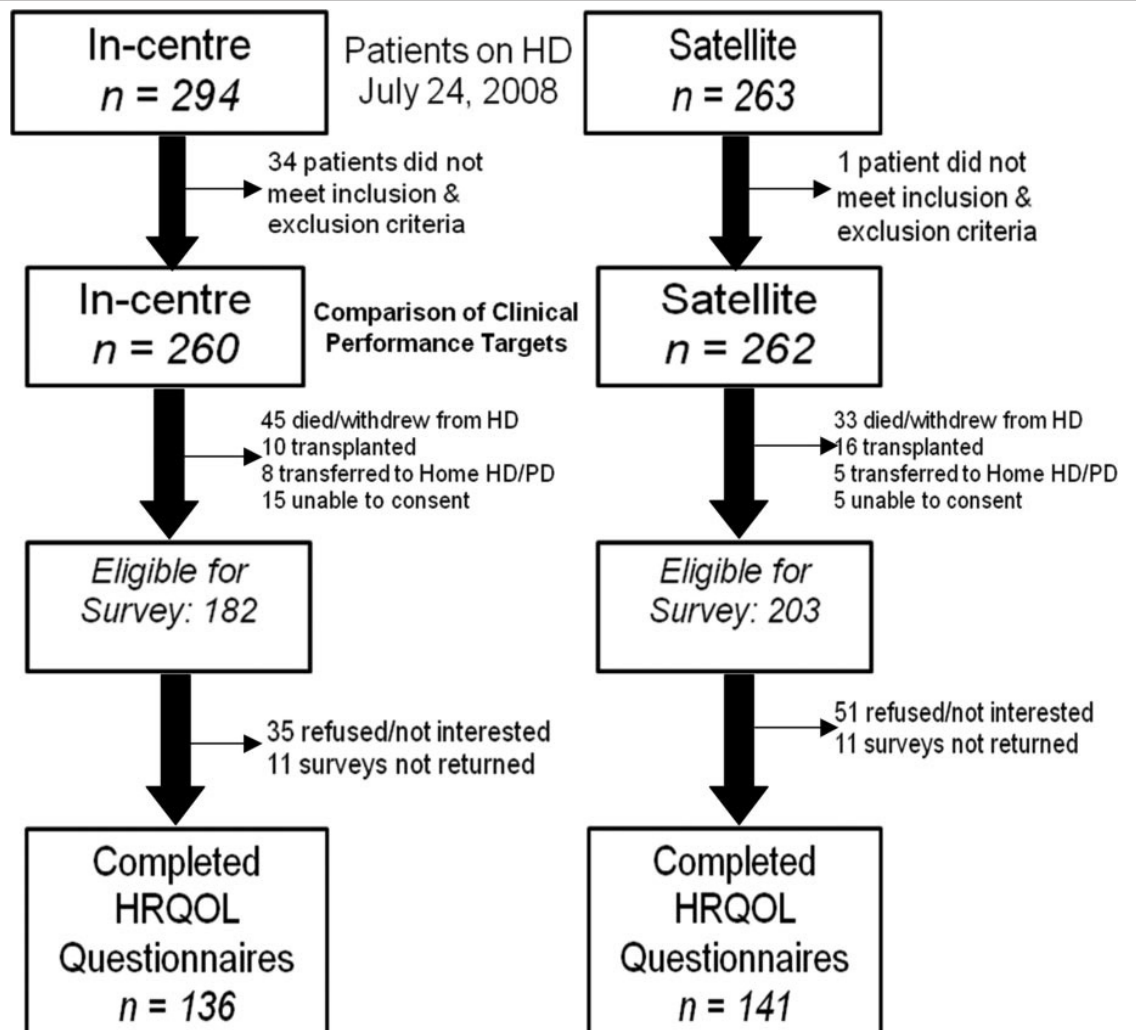 In-centre
n = 294
Patients on HD
July 24, 2008
Satellite
n = 263
34 patients did not
meet inclusion &
exclusion criteria
1 patient did not
meet inclusion &
exclusion criteria
In-centre
n = 260
Comparison of Clinical
Performance Targets
Satellite
n = 262
45 died/withdrew from HD
10 transplanted
8 transferred to Home HD/PD
15 unable to consent
33 died/withdrew from HD
16 transplanted
5 transferred to Home HD/PD
5 unable to consent
Eligible for
Survey: 182
Eligible for
Survey: 203
35 refused/not interested
11 surveys not returned
51 refused/not interested
11 surveys not returned
Completed
HRQOL
Questionnaires
n = 136
Completed
HRQOL
Questionnaires
n = 141